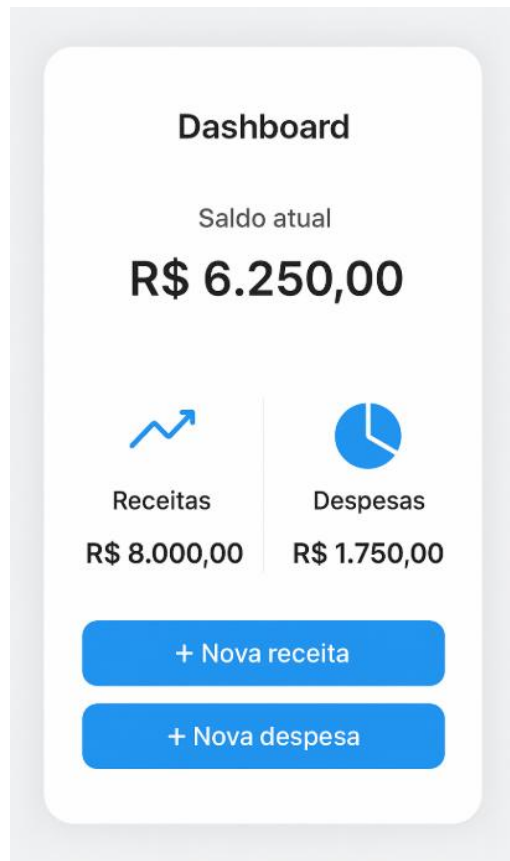 Dashboard
Saldo atual
R$ 6.250,00
Receitas
R$ 8.000,00
Despesas
R$ 1.750,00
+ Nova receita
+ Nova despesa